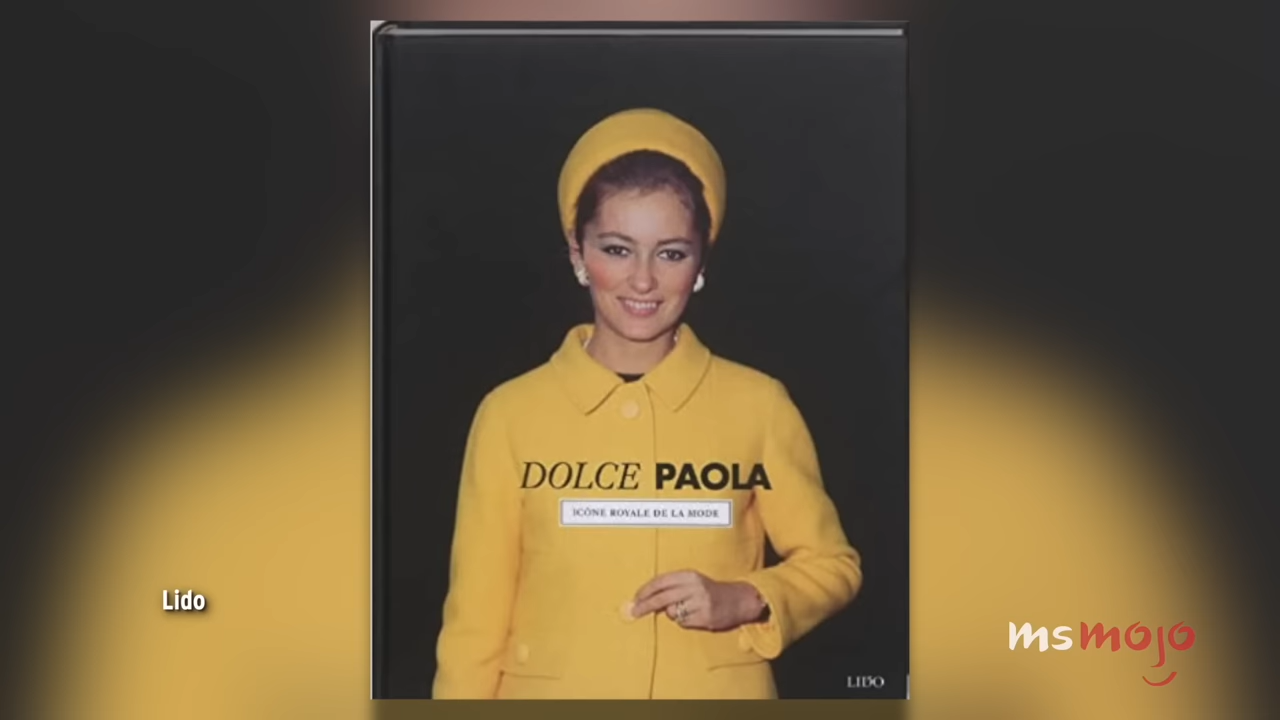 DOLCE PAOLA
ICÔNE ROYALE DE LA MODE
Lido
msmojo
LIDO